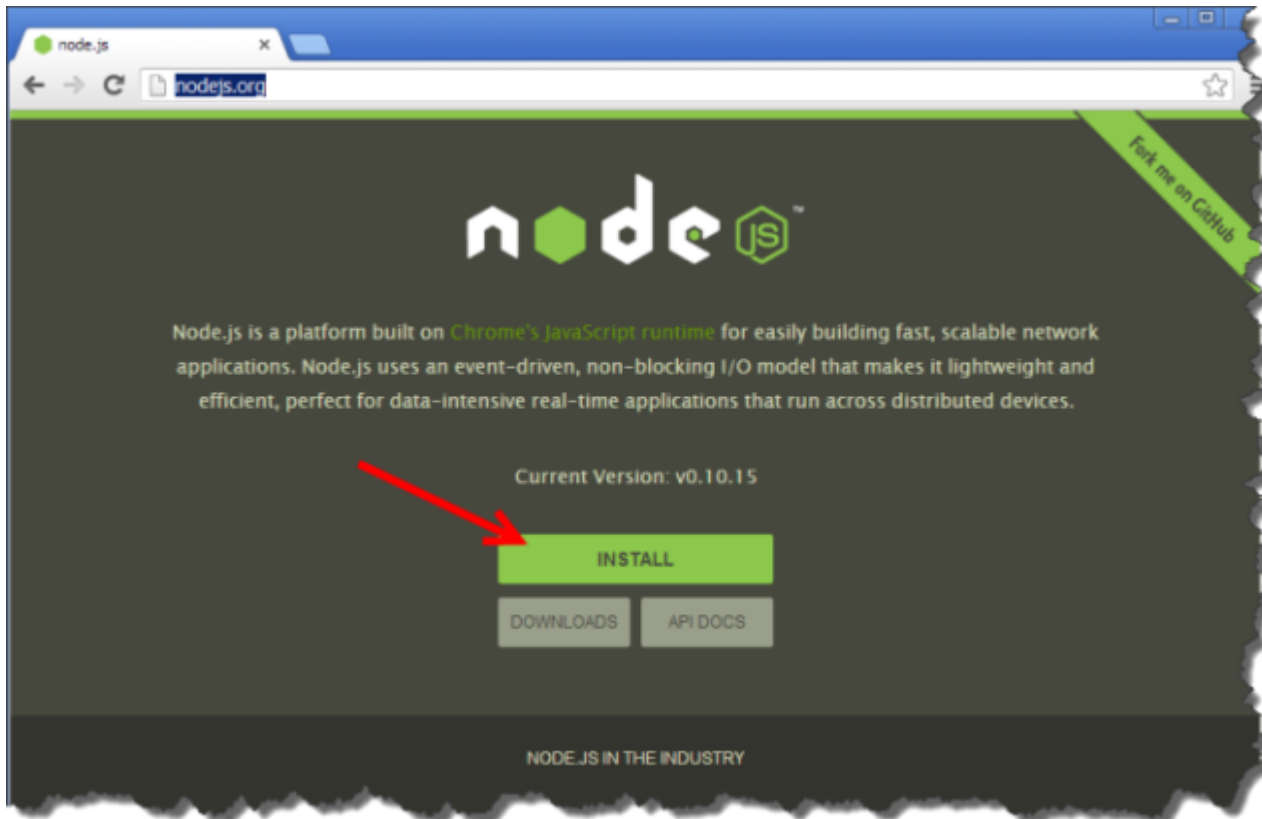 node.js
nodejs.org
Fork me on GitHub
node JS™
Node.js is a platform built on Chrome's JavaScript runtime for easily building fast, scalable network
applications. Node.js uses an event-driven, non-blocking I/O model that makes it lightweight and
efficient, perfect for data-intensive real-time applications that run across distributed devices.
Current Version: v0.10.15
INSTALL
DOWNLOADS API DOCS
NODE.JS IN THE INDUSTRY